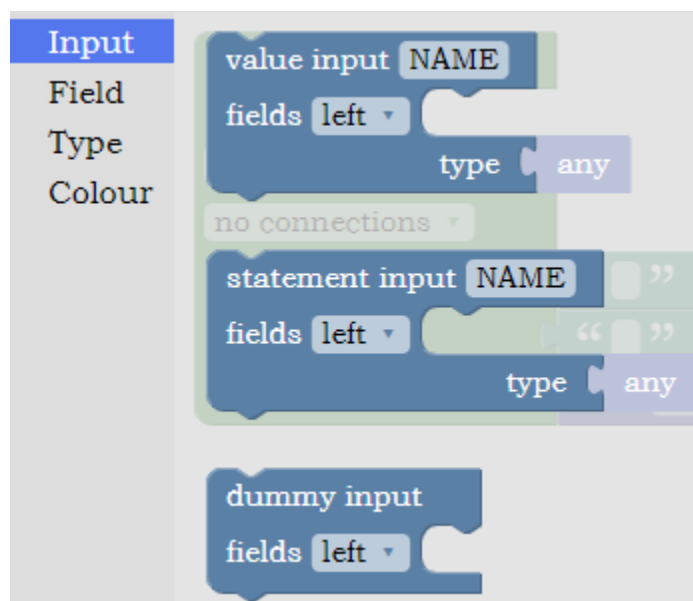 Input
Field
Type
Colour
value input NAME
fields left
type any
no connections
statement input NAME
”
fields left
“ ”
type any
dummy input
fields left